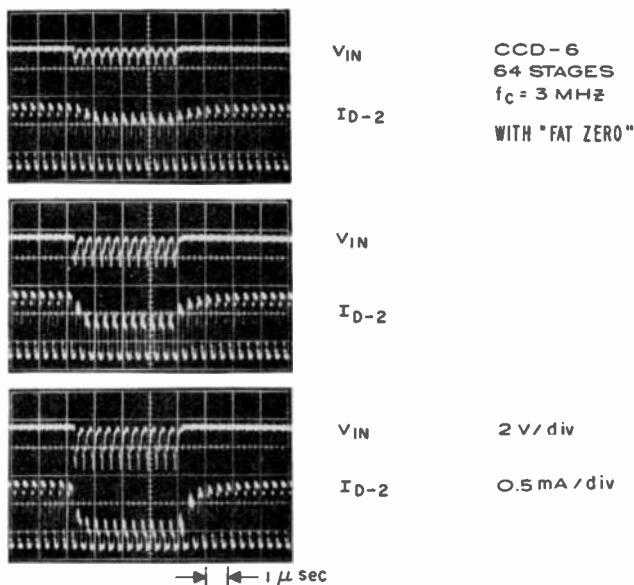 VIN
CCD-6
64 STAGES
fc = 3 MHz
ID-2
WITH "FAT ZERO"
VIN
ID-2
VIN
2 V/div
ID-2
0.5 mA/div
1 μ sec